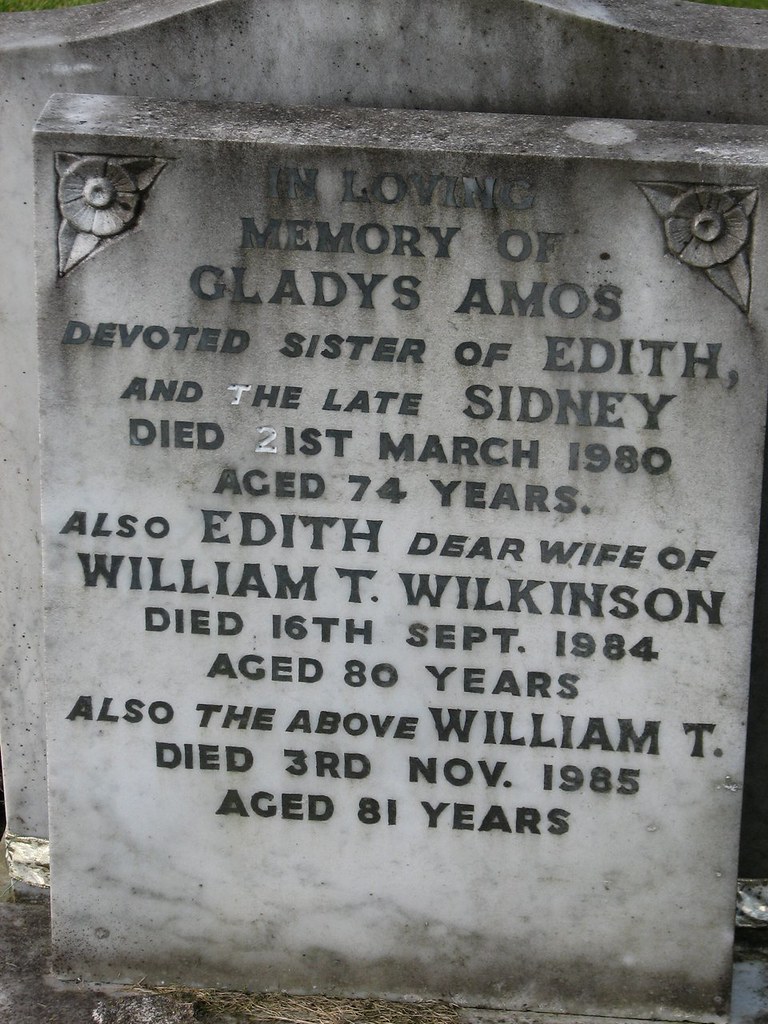 IN LOVING
MEMORY OF
GLADYS AMOS
DEVOTED SISTER OF EDITH,
AND THE LATE SIDNEY
DIED 21ST MARCH 1980
AGED 74 YEARS.
ALSO EDITH DEAR WIFE OF
WILLIAM T. WILKINSON
DIED 16TH SEPT. 1984
AGED 80 YEARS
ALSO THE ABOVE WILLIAM T.
DIED 3RD NOV. 1985
AGED 81 YEARS